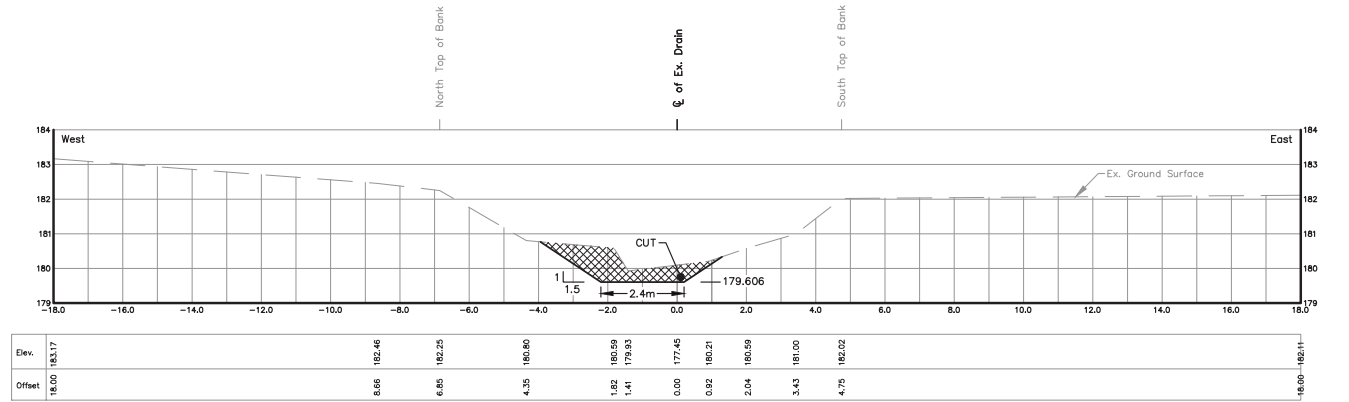 North Top of Bank
℄ of Ex. Drain
South Top of Bank
184 184
West East
183 183
Ex. Ground Surface
182 182
181 181
CUT
180 180
1
1.5
2.4m
179.606
179 179
-18.0 -16.0 -14.0 -12.0 -10.0 -8.0 -6.0 -4.0 -2.0 0.0 2.0 4.0 6.0 8.0 10.0 12.0 14.0 16.0 18.0
Elev. 183.17 182.46 182.25 180.80 180.59 179.93 177.45 180.21 180.59 181.00 182.02 182.11
Offset 18.00 8.66 6.85 4.35 1.82 1.41 0.00 0.92 2.04 3.43 4.75 18.00